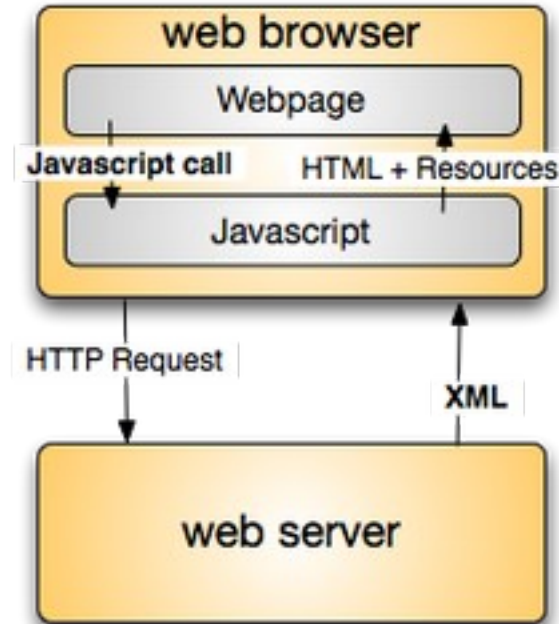 web browser
Webpage
Javascript call
HTML + Resources
Javascript
HTTP Request
XML
web server